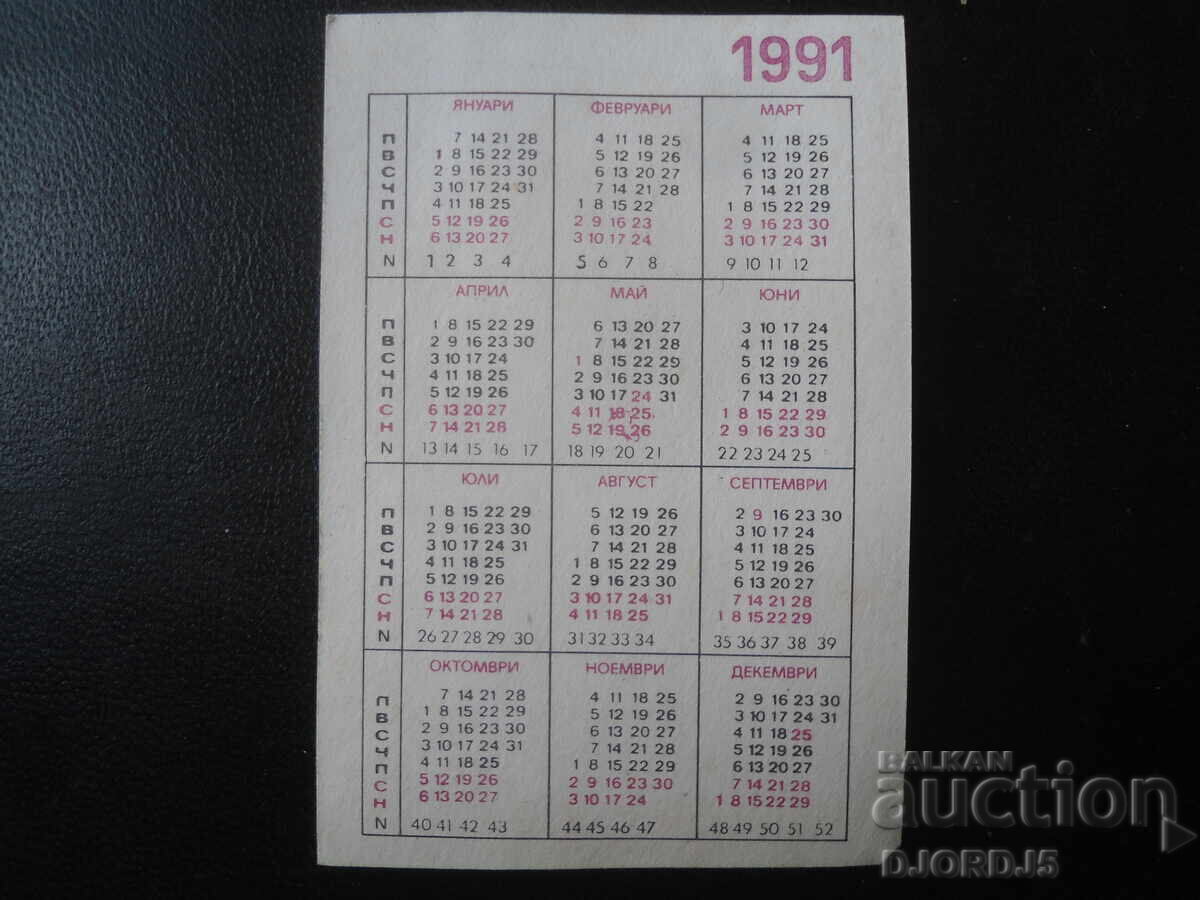 1991
ЯНУАРИ ФЕВРУАРИ МАРТ
П 7 14 21 28 4 11 18 25 4 11 18 25
В 1 8 15 22 29 5 12 19 26 5 12 19 26
С 2 9 16 23 30 6 13 20 27 6 13 20 27
Ч 3 10 17 24 31 7 14 21 28 7 14 21 28
П 4 11 18 25 1 8 15 22 1 8 15 22 29
С 5 12 19 26 2 9 16 23 2 9 16 23 30
Н 6 13 20 27 3 10 17 24 3 10 17 24 31
N 1 2 3 4 5 6 7 8 9 10 11 12
АПРИЛ МАЙ ЮНИ
П 1 8 15 22 29 6 13 20 27 3 10 17 24
В 2 9 16 23 30 7 14 21 28 4 11 18 25
С 3 10 17 24 1 8 15 22 29 5 12 19 26
Ч 4 11 18 25 2 9 16 23 30 6 13 20 27
П 5 12 19 26 3 10 17 24 31 7 14 21 28
С 6 13 20 27 4 11 18 25 1 8 15 22 29
Н 7 14 21 28 5 12 19 26 2 9 16 23 30
N 13 14 15 16 17 18 19 20 21 22 23 24 25
ЮЛИ АВГУСТ СЕПТЕМВРИ
П 1 8 15 22 29 5 12 19 26 2 9 16 23 30
В 2 9 16 23 30 6 13 20 27 3 10 17 24
С 3 10 17 24 31 7 14 21 28 4 11 18 25
Ч 4 11 18 25 1 8 15 22 29 5 12 19 26
П 5 12 19 26 2 9 16 23 30 6 13 20 27
С 6 13 20 27 3 10 17 24 31 7 14 21 28
Н 7 14 21 28 4 11 18 25 1 8 15 22 29
N 26 27 28 29 30 31 32 33 34 35 36 37 38 39
ОКТОМВРИ НОЕМВРИ ДЕКЕМВРИ
П 7 14 21 28 4 11 18 25 2 9 16 23 30
В 1 8 15 22 29 5 12 19 26 3 10 17 24 31
С 2 9 16 23 30 6 13 20 27 4 11 18 25
Ч 3 10 17 24 31 7 14 21 28 5 12 19 26
П 4 11 18 25 1 8 15 22 29 6 13 20 27
С 5 12 19 26 2 9 16 23 30 7 14 21 28
Н 6 13 20 27 3 10 17 24 1 8 15 22 29
N 40 41 42 43 44 45 46 47 48 49 50 51 52
BALKAN
auction
DJORDJ5